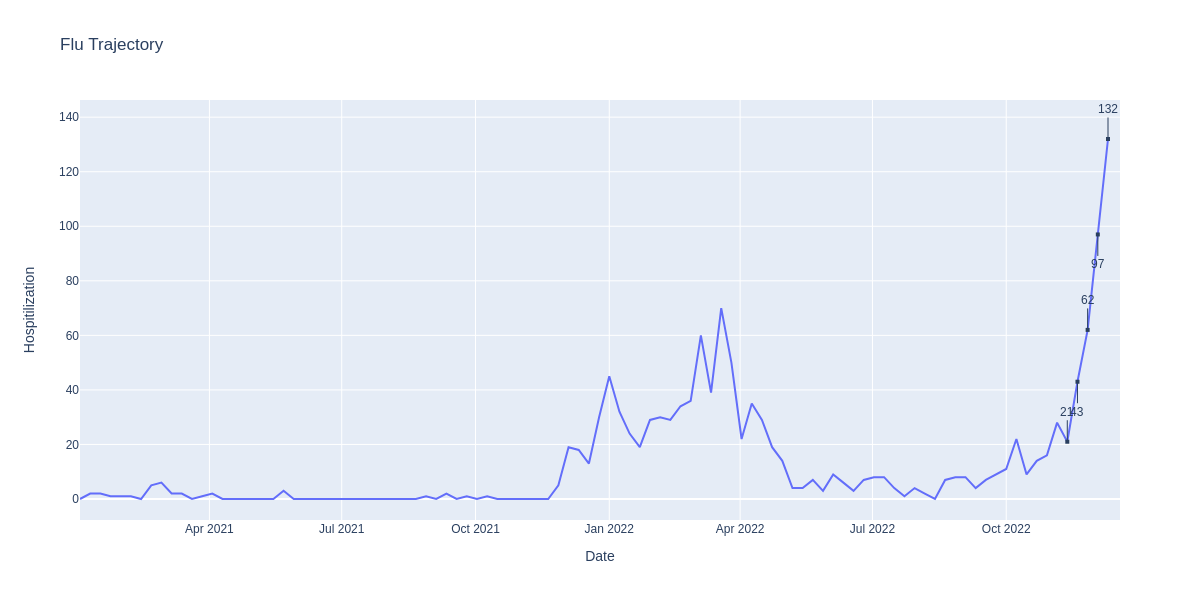 Flu Trajectory
140
120
100
80
60
40
20
0
Hospitilization
132
97
62
21
43
Apr 2021
Jul 2021
Oct 2021
Jan 2022
Apr 2022
Jul 2022
Oct 2022
Date